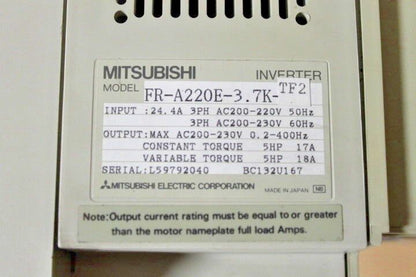 MITSUBISHI INVERTER
MODEL FR-A220E-3.7K-TF2
INPUT :24.4A 3PH AC200-220V 50Hz
3PH AC200-230V 60Hz
OUTPUT:MAX AC200-230V 0.2-400Hz
CONSTANT TORQUE 5HP 17A
VARIABLE TORQUE 5HP 18A
SERIAL:L59792040 BC132U167
MITSUBISHI ELECTRIC CORPORATION MADE IN JAPAN NB
Note:Output current rating must be equal to or greater
than the motor nameplate full load Amps.